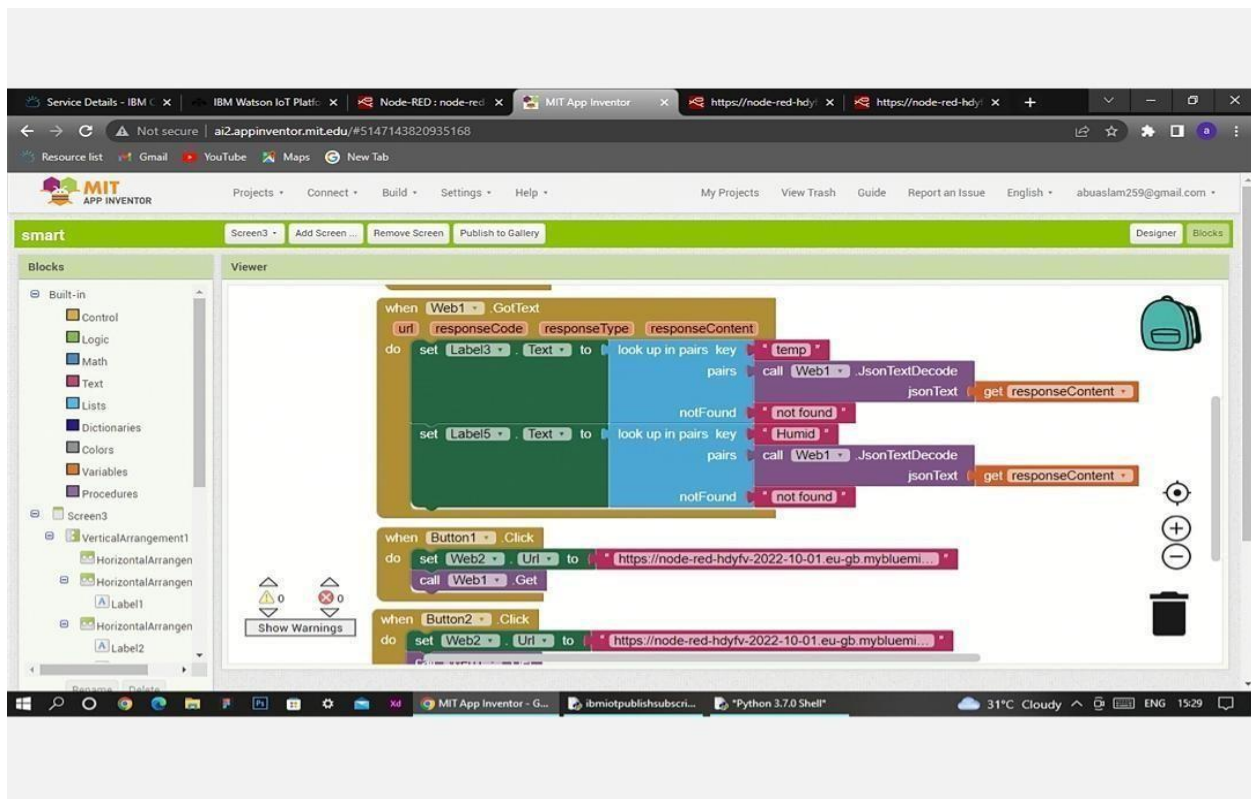 Service Details - IBM C
IBM Watson IoT Platfo
Node-RED : node-red
MIT App Inventor
https://node-red-hdy
https://node-red-hdy
Not secure | ai2.appinventor.mit.edu/#5147143820935168
Resource list Gmail YouTube Maps New Tab
MIT
APP INVENTOR
Projects Connect Build Settings Help My Projects View Trash Guide Report an Issue English abuaslam259@gmail.com
smart Screen3 Add Screen ... Remove Screen Publish to Gallery Designer Blocks
Blocks Viewer
Built-in
Control
Logic
Math
Text
Lists
Dictionaries
Colors
Variables
Procedures
Screen3
VerticalArrangement1
HorizontalArrangen
HorizontalArrangen
Label1
HorizontalArrangen
Label2
Rename Delete
when Web1 .GotText
url responseCode responseType responseContent
do set Label3 . Text to look up in pairs key " temp "
pairs call Web1 .JsonTextDecode
jsonText get responseContent
notFound " not found "
set Label5 . Text to look up in pairs key " Humid "
pairs call Web1 .JsonTextDecode
jsonText get responseContent
notFound " not found "
when Button1 .Click
do set Web2 . Url to " https://node-red-hdyfv-2022-10-01.eu-gb.mybluemi... "
call Web1 .Get
when Button2 .Click
do set Web2 . Url to " https://node-red-hdyfv-2022-10-01.eu-gb.mybluemi... "
0 0
Show Warnings
MIT App Inventor - G... ibmiotpublishsubscri... *Python 3.7.0 Shell* 31°C Cloudy ENG 15:29